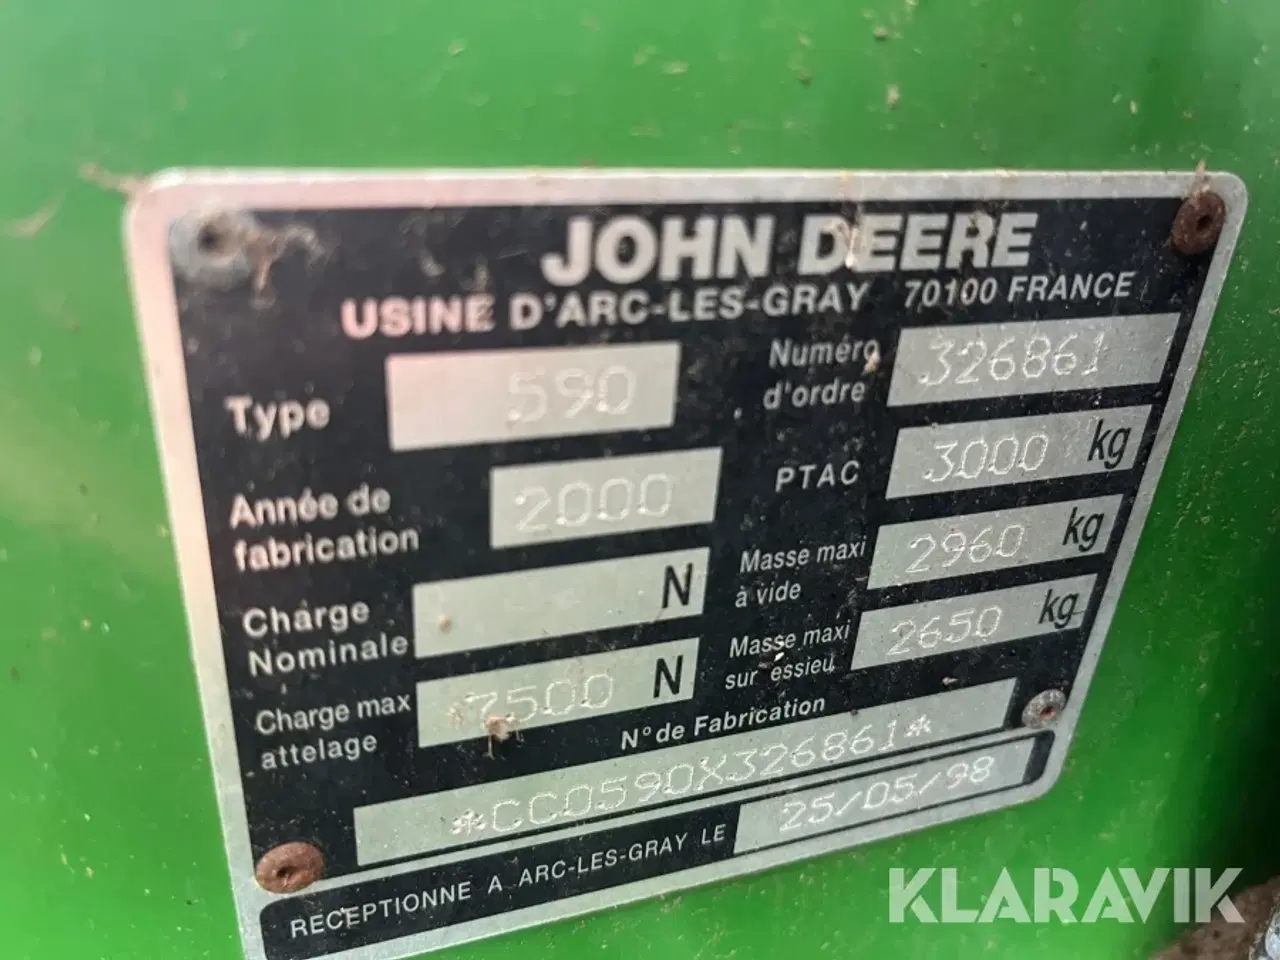 JOHN DEERE
USINE D'ARC-LES-GRAY 70100 FRANCE
Type 590
Numéro d'ordre 326861
Année de fabrication 2000
PTAC 3000 kg
Charge Nominale N
Masse maxi à vide 2960 kg
Charge max attelage 7500 N
Masse maxi sur essieu 2650 kg
N° de Fabrication
*CC0590X326861*
RECEPTIONNE A ARC-LES-GRAY LE 25/05/98
KLARAVIK